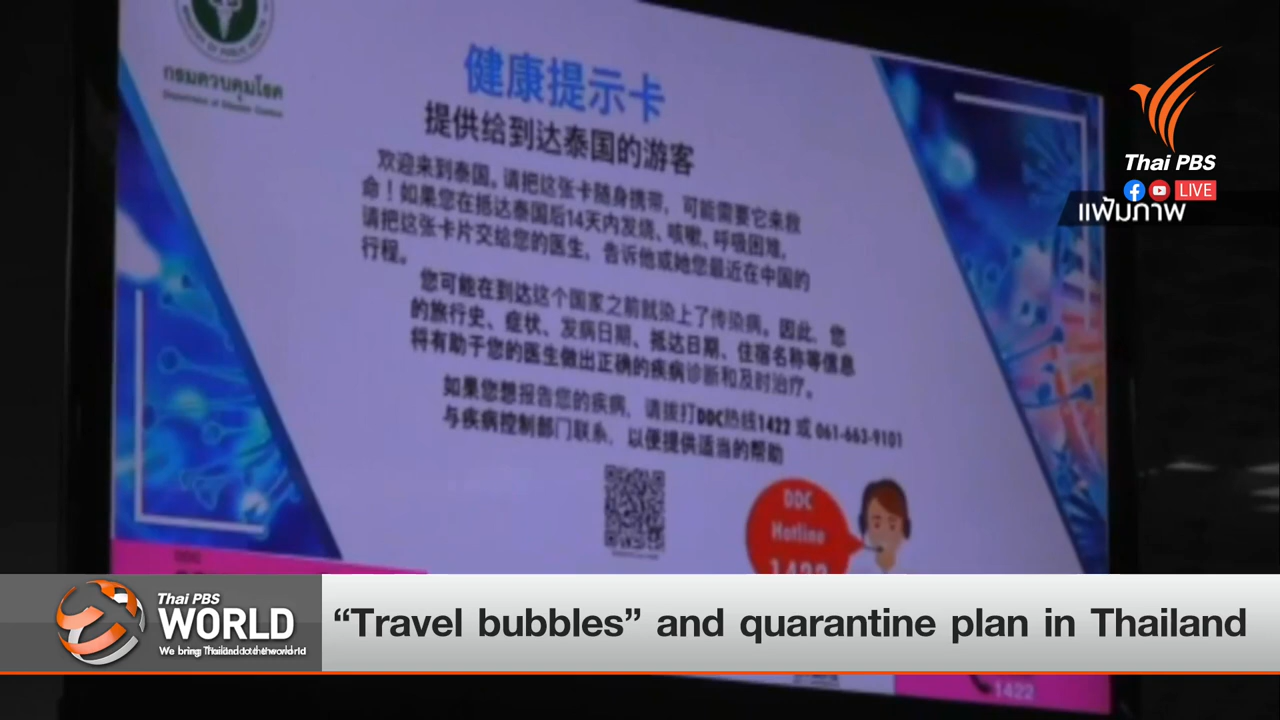 กรมควบคุมโรค
Department of Disease Control
健康提示卡
提供给到达泰国的游客
欢迎来到泰国。请把这张卡随身携带，可能需要它来救
命！如果您在抵达泰国后14天内发烧、咳嗽、呼吸困难，
请把这张卡片交给您的医生，告诉他或她您最近在中国的
行程。
您可能在到达这个国家之前就染上了传染病。因此，您
的旅行史、症状、发病日期、抵达日期、住宿名称等信息
将有助于您的医生做出正确的疾病诊断和及时治疗。
如果您想报告您的疾病，请拨打DDC热线1422 或 061-663-9101
与疾病控制部门联系，以便提供适当的帮助
DDC
Hotline
1422
1422
Thai PBS
LIVE
แฟ้มภาพ
Thai PBS
WORLD
We bring Thailand to the world
“Travel bubbles” and quarantine plan in Thailand